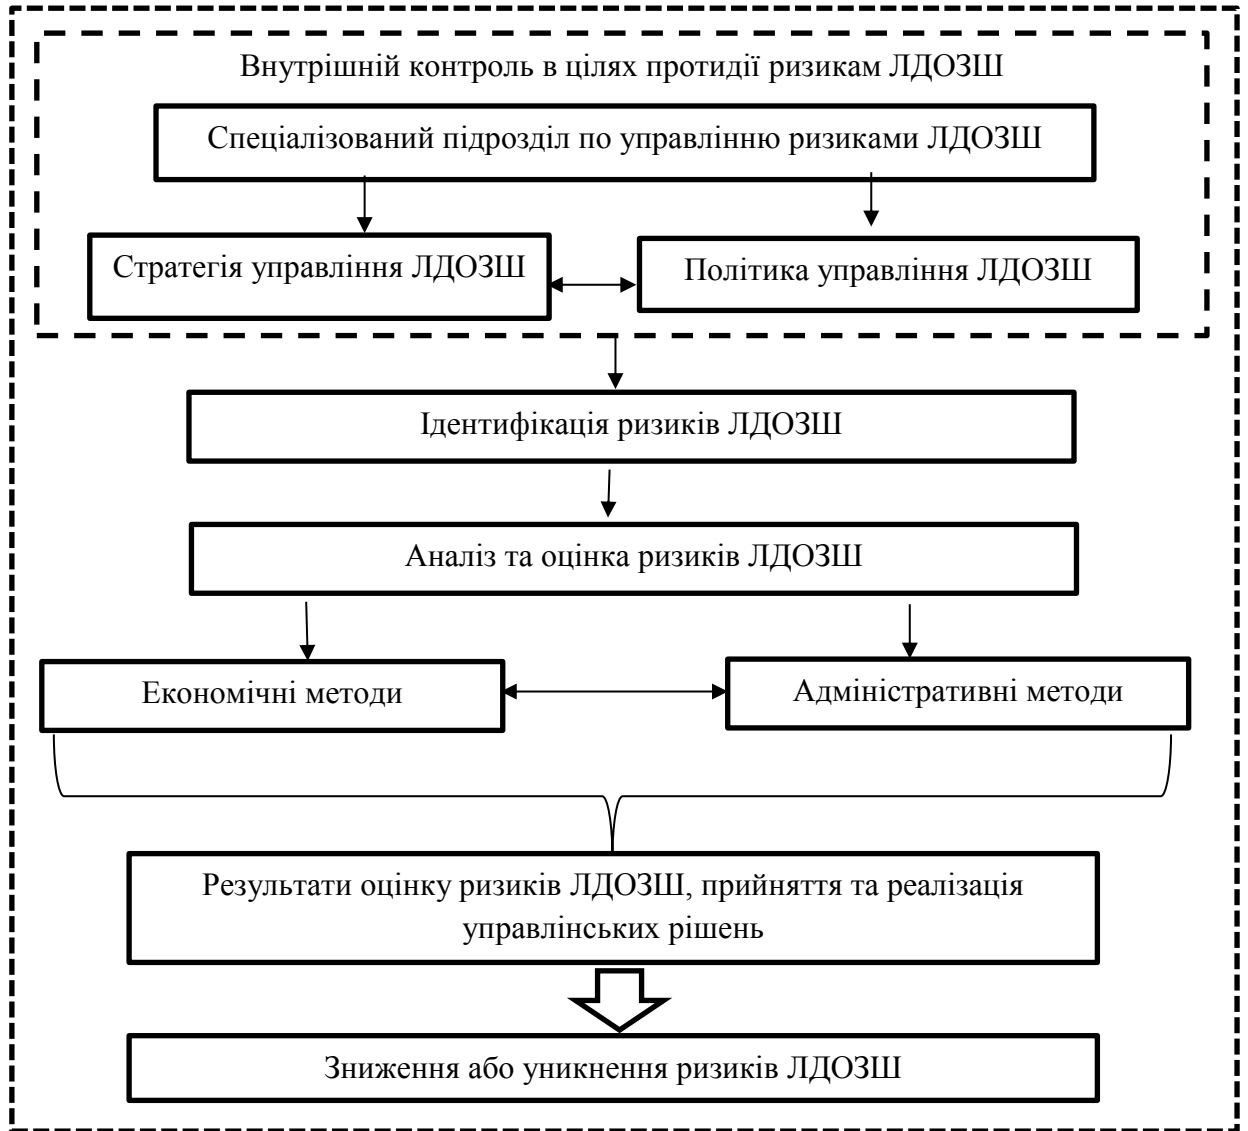 Внутрішній контроль в цілях протидії ризикам ЛДОЗШ
Спеціалізований підрозділ по управлінню ризиками ЛДОЗШ
Стратегія управління ЛДОЗШ
Політика управління ЛДОЗШ
Ідентифікація ризиків ЛДОЗШ
Аналіз та оцінка ризиків ЛДОЗШ
Економічні методи
Адміністративні методи
Результати оцінку ризиків ЛДОЗШ, прийняття та реалізація
управлінських рішень
Зниження або уникнення ризиків ЛДОЗШ